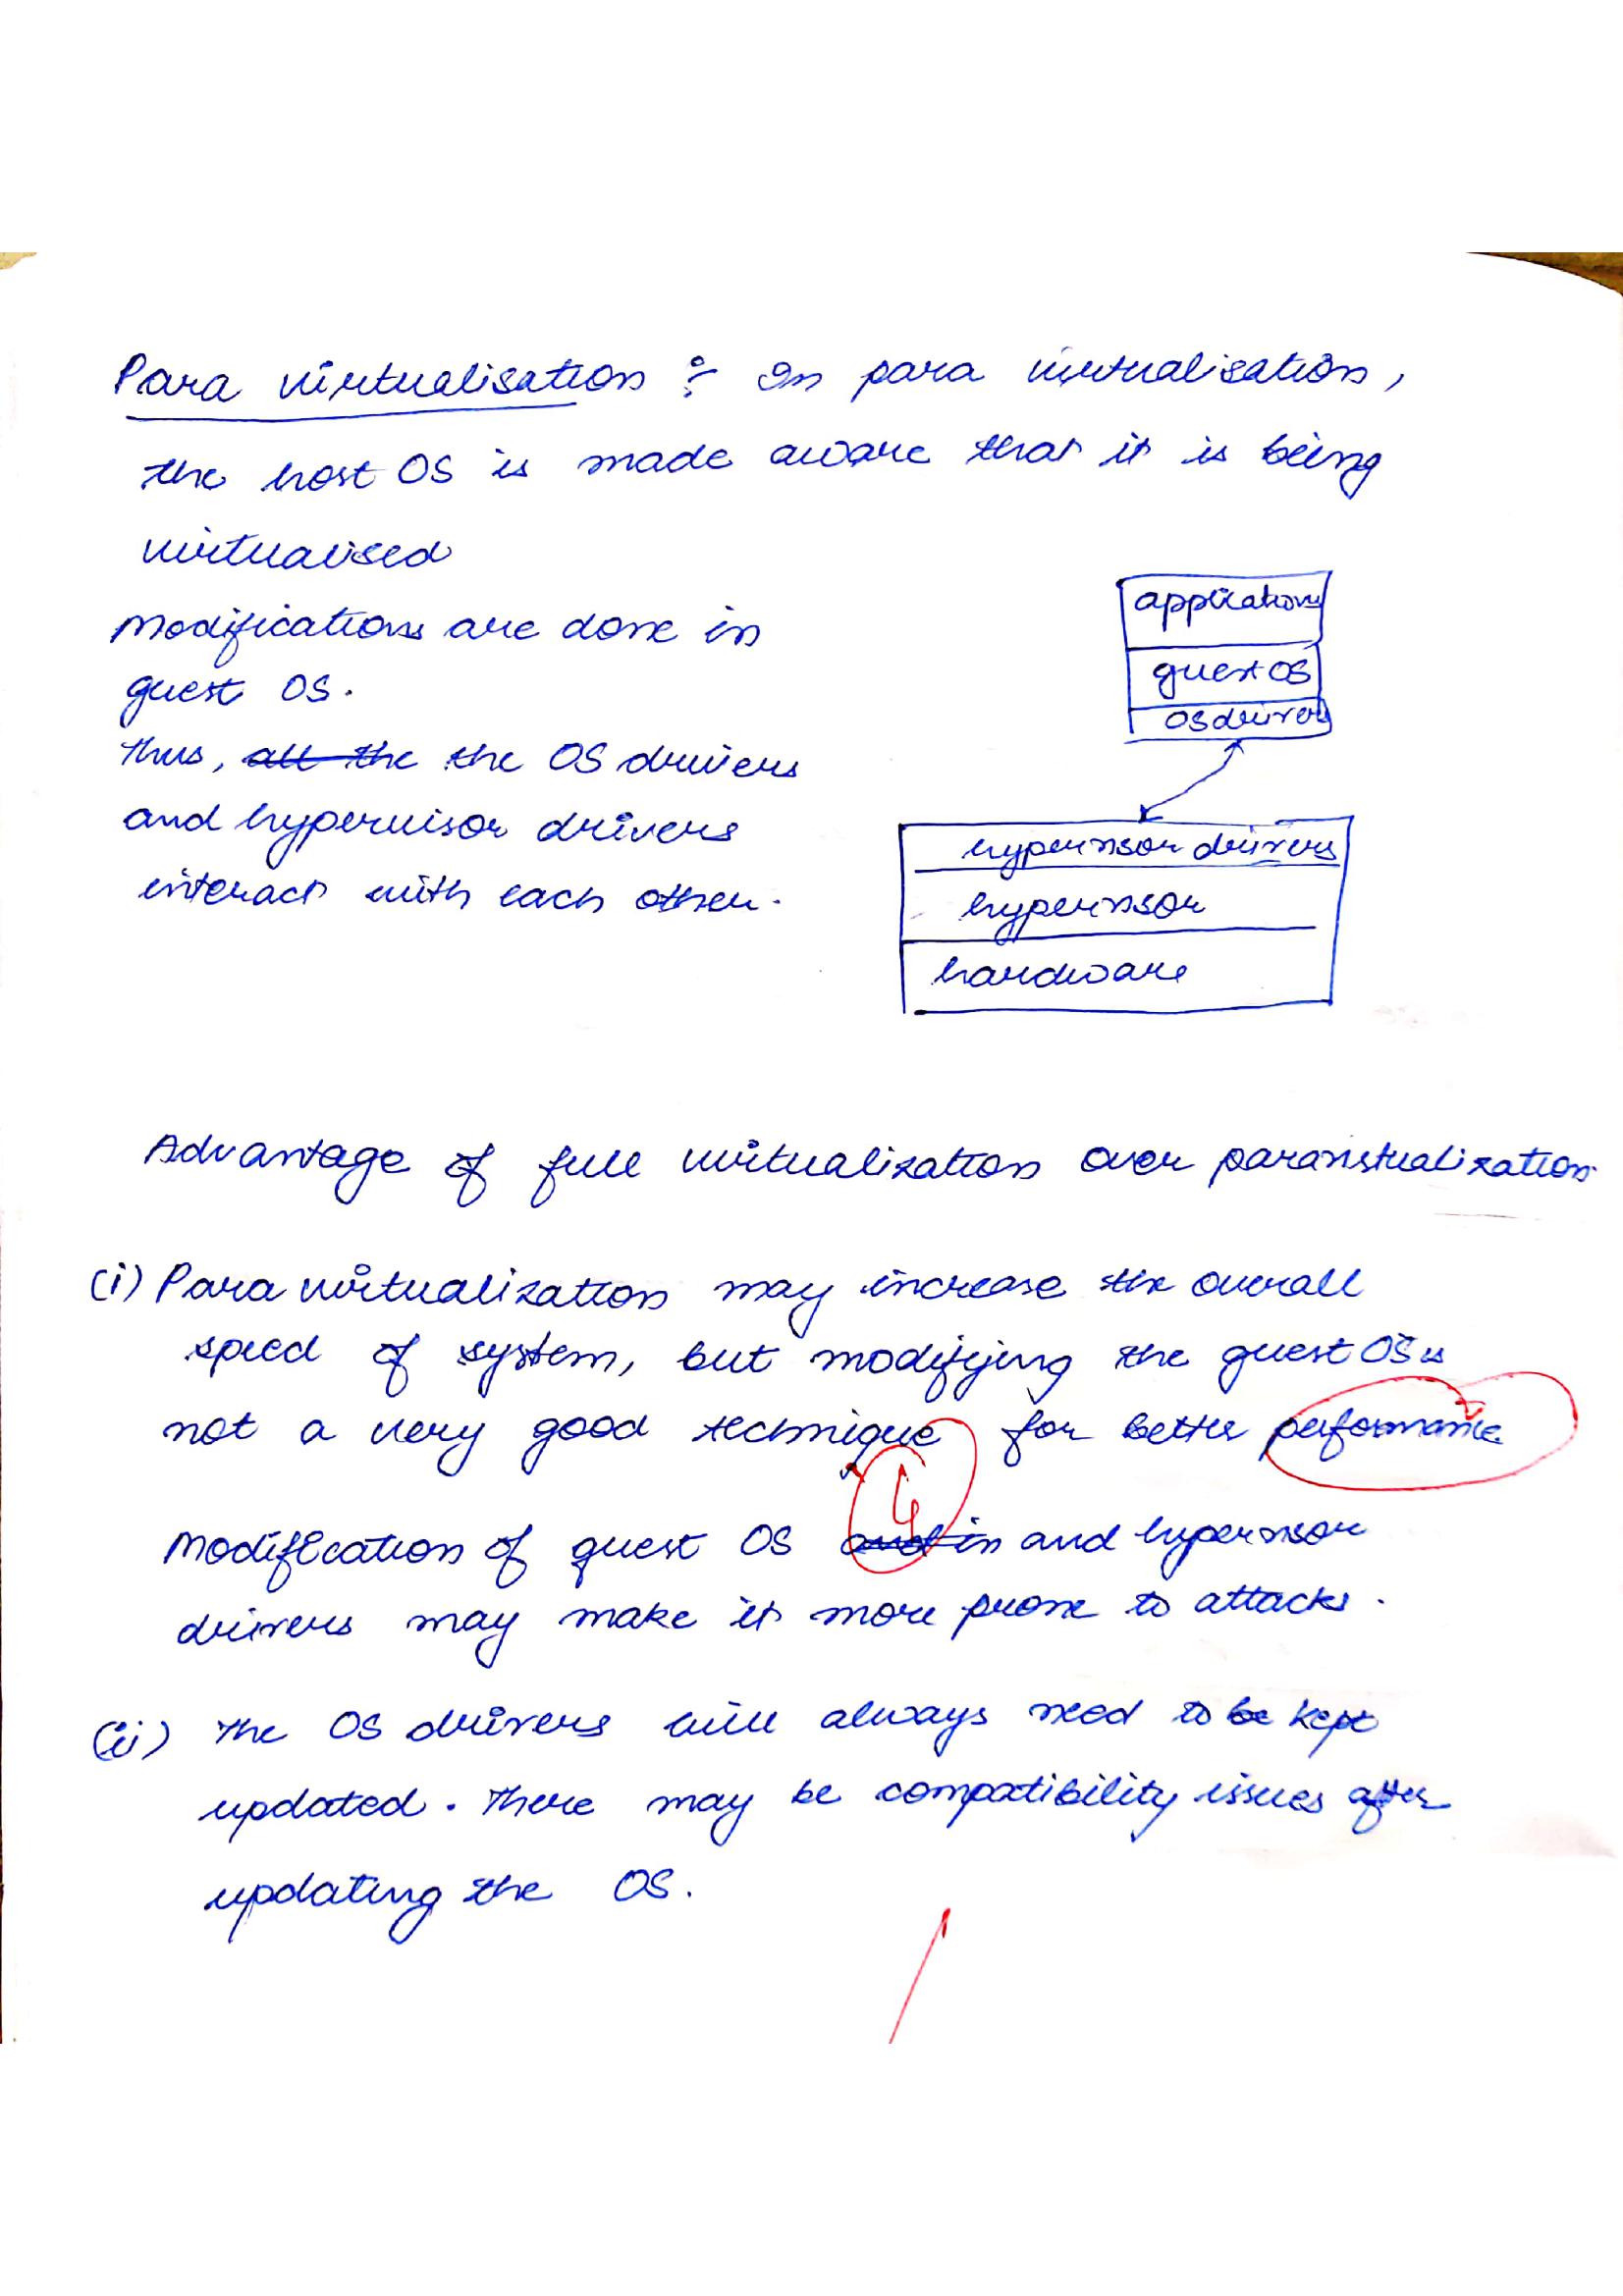 Para virtualisation :- In para virtualisation,
the host OS is made aware that it is being
virtualised
Modifications are done in
guest OS.
Thus, all the the OS drivers
and hypervisor drivers
interact with each other.
applications
guest OS
OS drivers
hypervisor drivers
hypervisor
hardware
Advantage of full virtualization over paravirtualization.
(i) Para virtualization may increase the overall
speed of system, but modifying the guest OS is
not a very good technique for better performance
4
Modification of guest OS and in and hypervisor
drivers may make it more prone to attacks.
(ii) The OS drivers will always need to be kept
updated. There may be compatibility issues after
updating the OS.